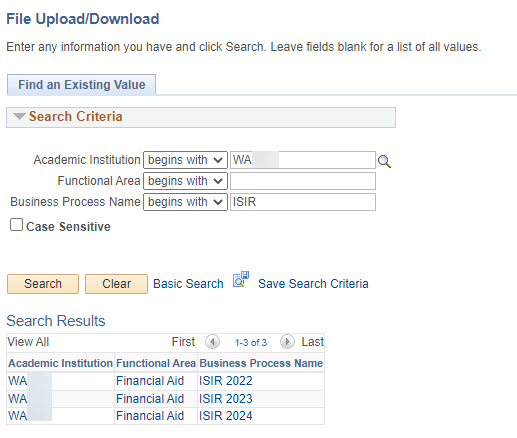 File Upload/Download
Enter any information you have and click Search. Leave fields blank for a list of all values.
Find an Existing Value
Search Criteria
Academic Institution begins with WA
Functional Area begins with
Business Process Name begins with ISIR
Case Sensitive
Search Clear Basic Search Save Search Criteria
Search Results
View All First 1-3 of 3 Last
Academic Institution Functional Area Business Process Name
WA Financial Aid ISIR 2022
WA Financial Aid ISIR 2023
WA Financial Aid ISIR 2024